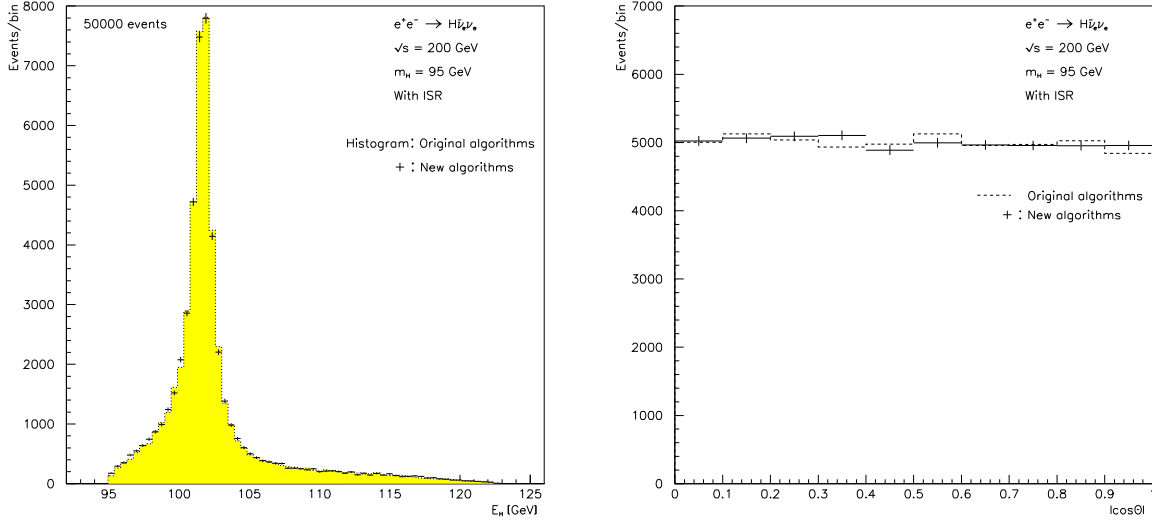 Events/bin
8000
7000
6000
5000
4000
3000
2000
1000
0
50000 events
e⁺e⁻ → Hν̄ₑνₑ
√s = 200 GeV
m_H = 95 GeV
With ISR
Histogram : Original algorithms
+ : New algorithms
95 100 105 110 115 120 125
E_H [GeV]
Events/bin
7000
6000
5000
4000
3000
2000
1000
0
e⁺e⁻ → Hν̄ₑνₑ
√s = 200 GeV
m_H = 95 GeV
With ISR
Original algorithms
+ : New algorithms
0 0.1 0.2 0.3 0.4 0.5 0.6 0.7 0.8 0.9 1
|cosΘ|